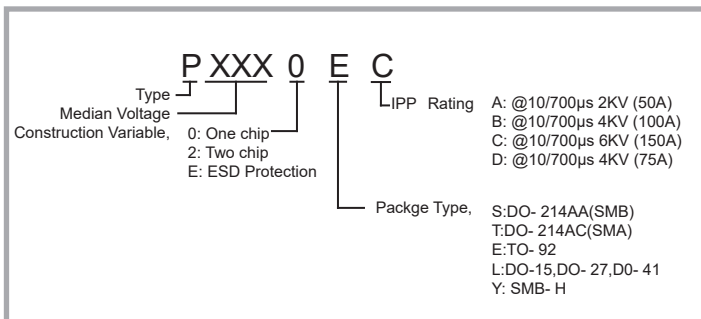 P XXX 0 E C
Type
Median Voltage
Construction Variable,
0: One chip
2: Two chip
E: ESD Protection
IPP Rating
A: @10/700µs 2KV (50A)
B: @10/700µs 4KV (100A)
C: @10/700µs 6KV (150A)
D: @10/700µs 4KV (75A)
Packge Type,
S:DO- 214AA(SMB)
T:DO- 214AC(SMA)
E:TO- 92
L:DO-15,DO- 27,D0- 41
Y: SMB- H